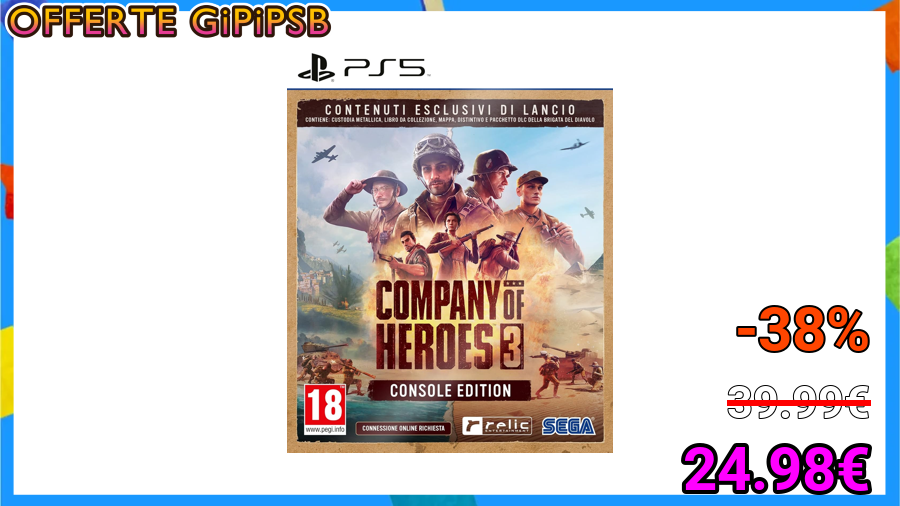 OFFERTE GiPiPSB
PS5
CONTENUTI ESCLUSIVI DI LANCIO
CONTIENE: CUSTODIA METALLICA, LIBRO DA COLLEZIONE, MAPPA, DISTINTIVO E PACCHETTO DLC DELLA BRIGATA DEL DIAVOLO
COMPANY OF
HEROES 3
CONSOLE EDITION
18
www.pegi.info
CONNESSIONE ONLINE RICHIESTA
relic
ENTERTAINMENT
SEGA
-38%
39.99€
24.98€